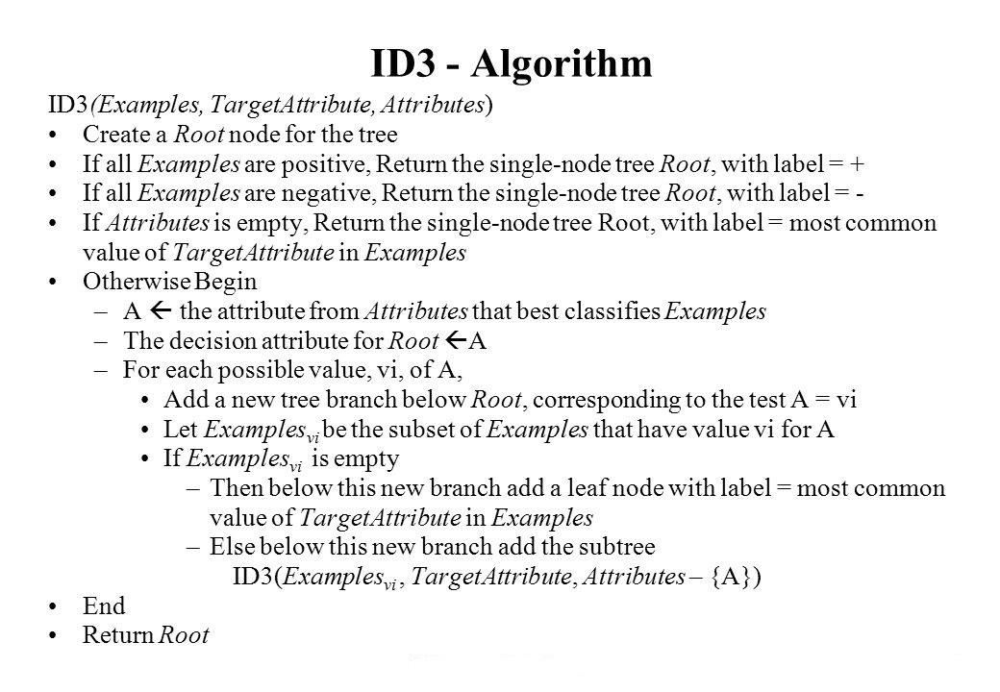 ID3 - Algorithm
ID3(Examples, TargetAttribute, Attributes)
• Create a Root node for the tree
• If all Examples are positive, Return the single-node tree Root, with label = +
• If all Examples are negative, Return the single-node tree Root, with label = -
• If Attributes is empty, Return the single-node tree Root, with label = most common
value of TargetAttribute in Examples
• Otherwise Begin
– A ← the attribute from Attributes that best classifies Examples
– The decision attribute for Root ← A
– For each possible value, vi, of A,
• Add a new tree branch below Root, corresponding to the test A = vi
• Let Examplesvi be the subset of Examples that have value vi for A
• If Examplesvi is empty
– Then below this new branch add a leaf node with label = most common
value of TargetAttribute in Examples
– Else below this new branch add the subtree
ID3(Examplesvi , TargetAttribute, Attributes – {A})
• End
• Return Root